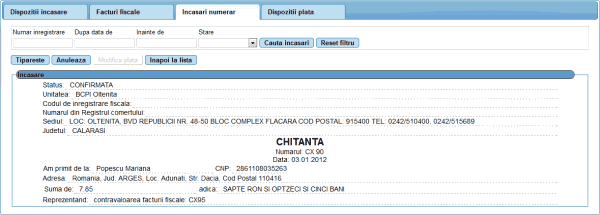 Dispozitii incasare Facturi fiscale Incasari numerar Dispozitii plata
Numar inregistrare Dupa data de Inainte de Stare
Cauta incasari Reset filtru
Tipareste Anuleaza Modifica plata Inapoi la lista
Incasare
Status: CONFIRMATA
Unitatea: BCPI Oltenita
Codul de inregistrare fiscala:
Numarul din Registrul comertului:
Sediul: LOC. OLTENITA, BVD REPUBLICII NR. 48-50 BLOC COMPLEX FLACARA COD POSTAL: 915400 TEL: 0242/510400, 0242/515689
Judetul: CALARASI
CHITANTA
Numarul: CX 90
Data: 03.01.2012
Am primit de la: Popescu Mariana CNP: 2861108035263
Adresa: Romania, Jud. ARGES, Loc. Adunati, Str. Dacia, Cod Postal 110416
Suma de: 7,85 adica: SAPTE RON SI OPTZECI SI CINCI BANI
Reprezentand: contravaloarea facturii fiscale: CX95